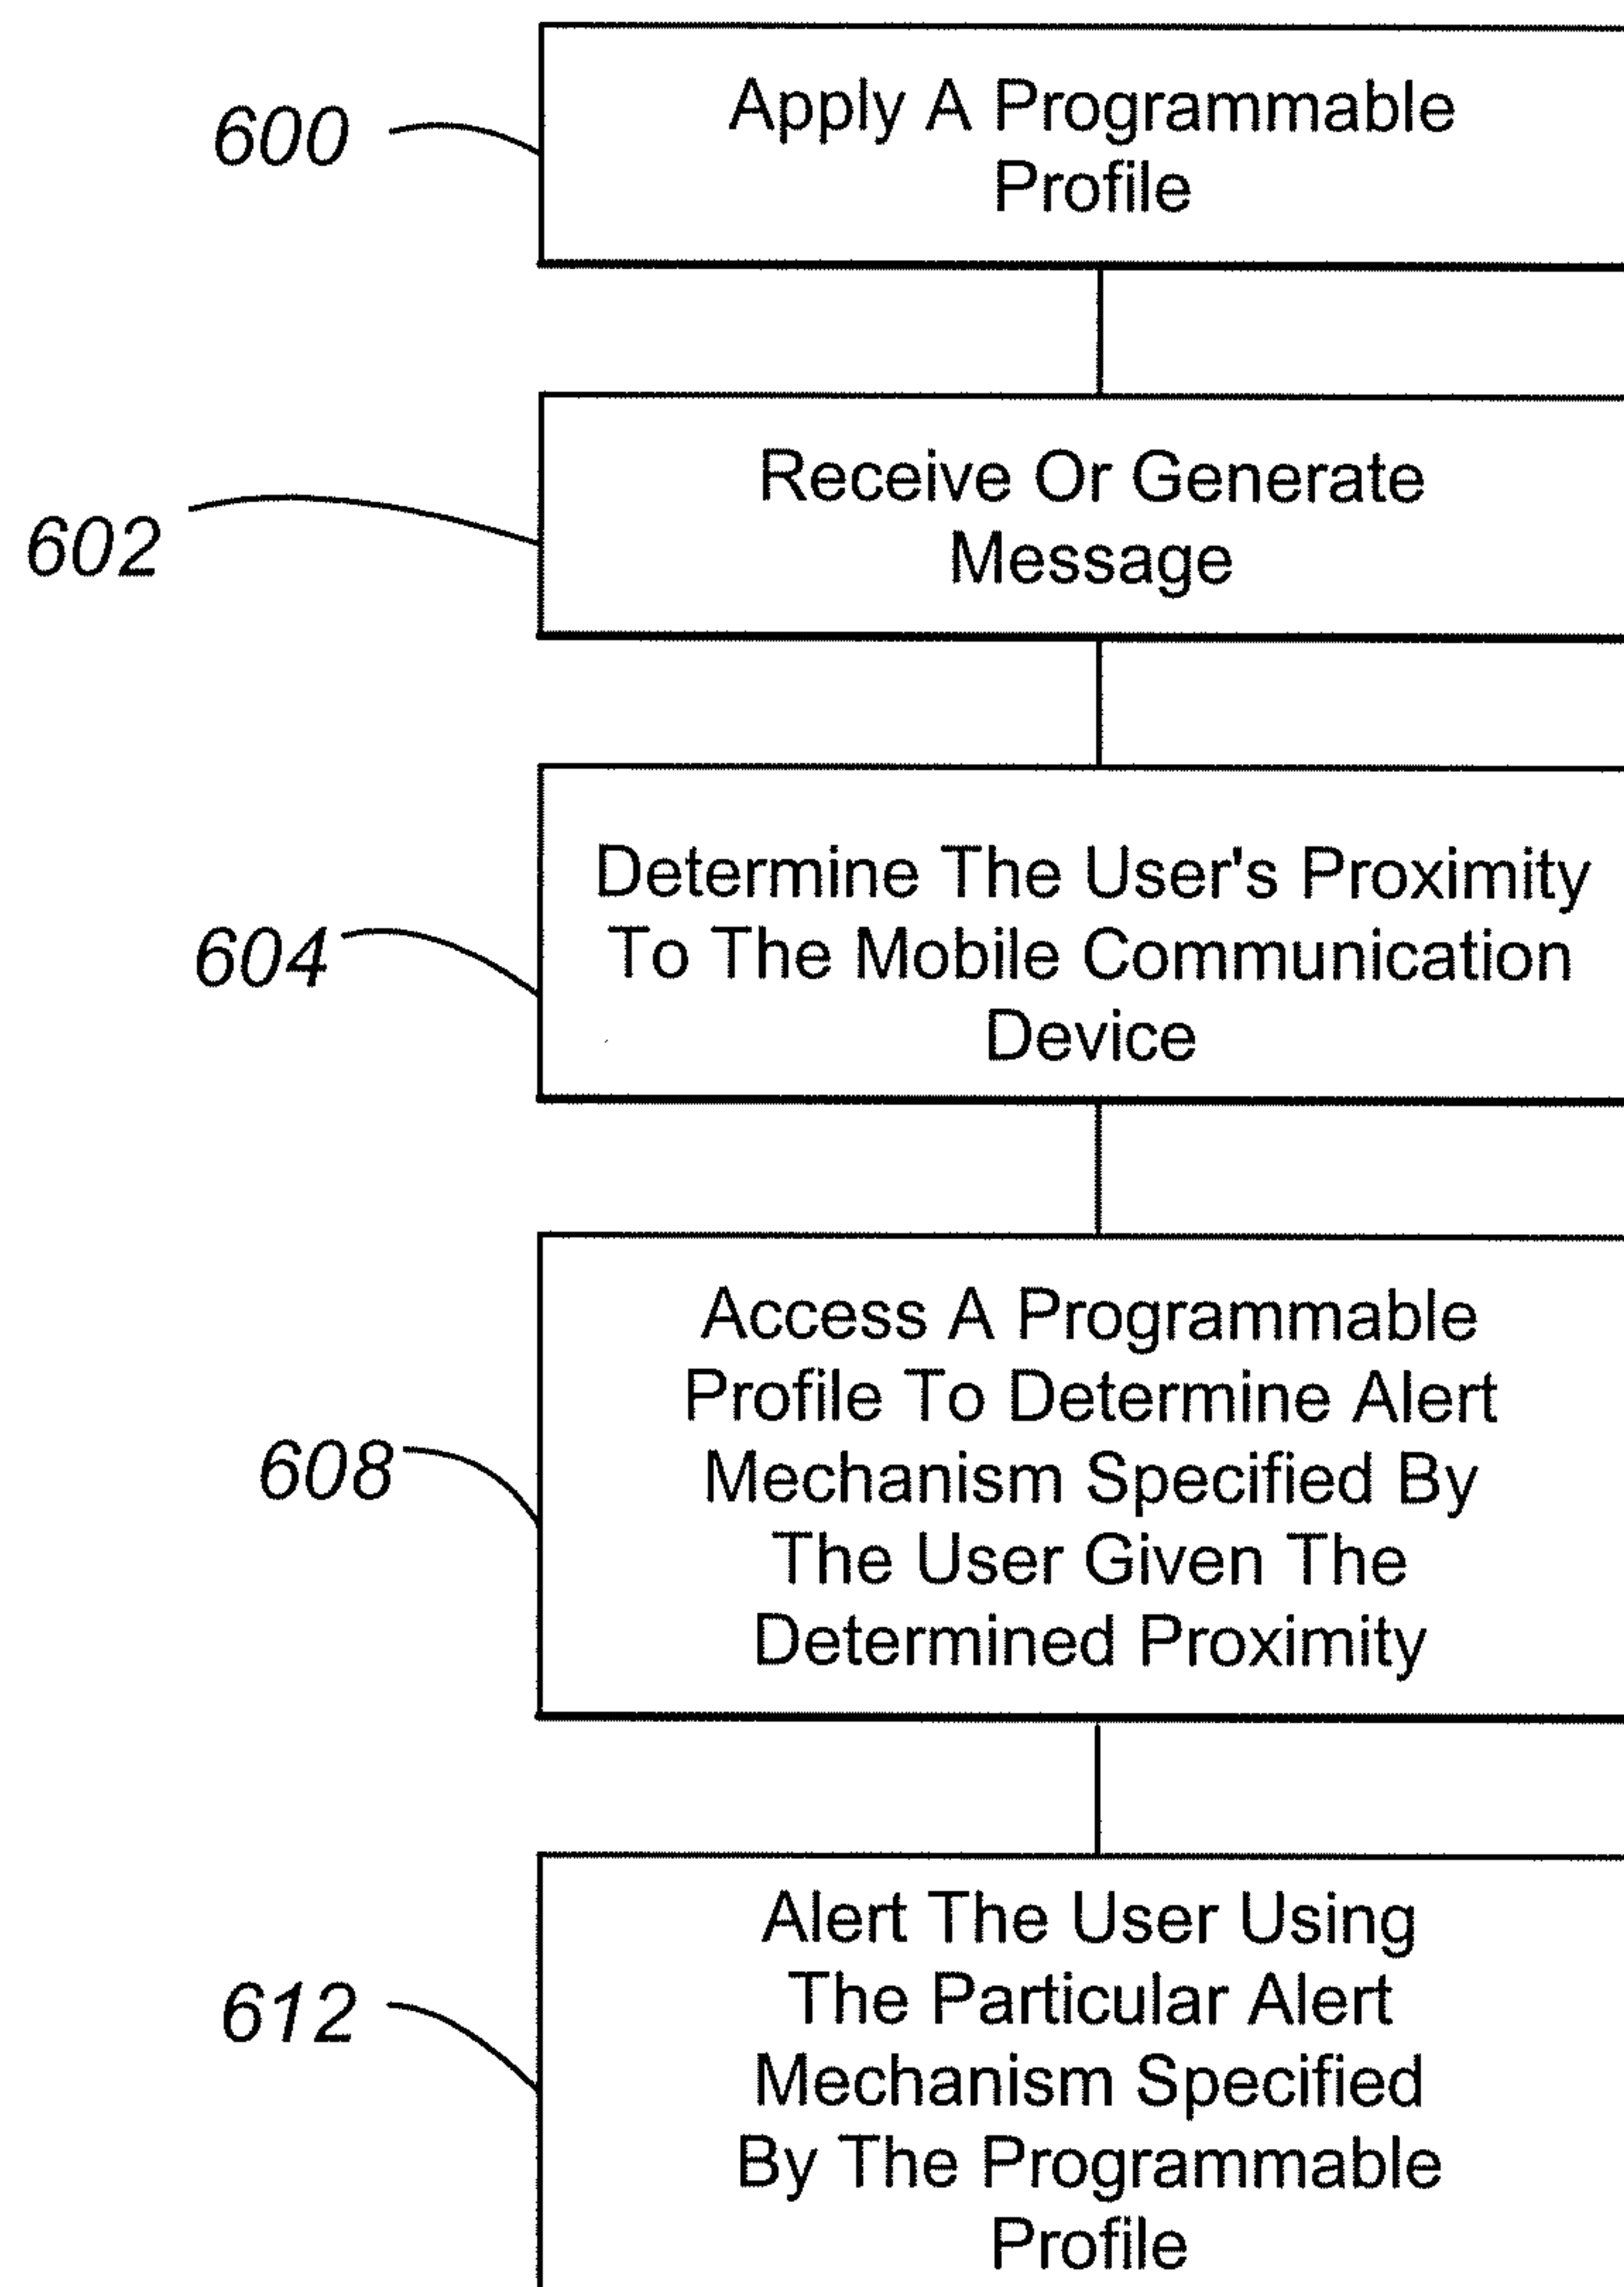 600
Apply A Programmable
Profile
602
Receive Or Generate
Message
604
Determine The User's Proximity
To The Mobile Communication
Device
608
Access A Programmable
Profile To Determine Alert
Mechanism Specified By
The User Given The
Determined Proximity
612
Alert The User Using
The Particular Alert
Mechanism Specified
By The Programmable
Profile